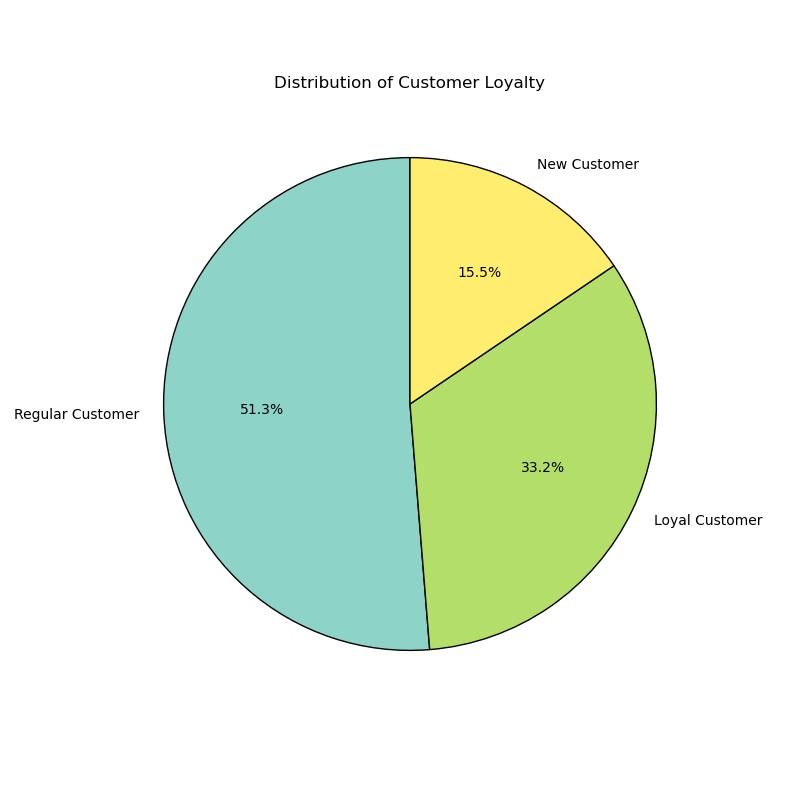 Distribution of Customer Loyalty
New Customer
15.5%
51.3%
Regular Customer
33.2%
Loyal Customer